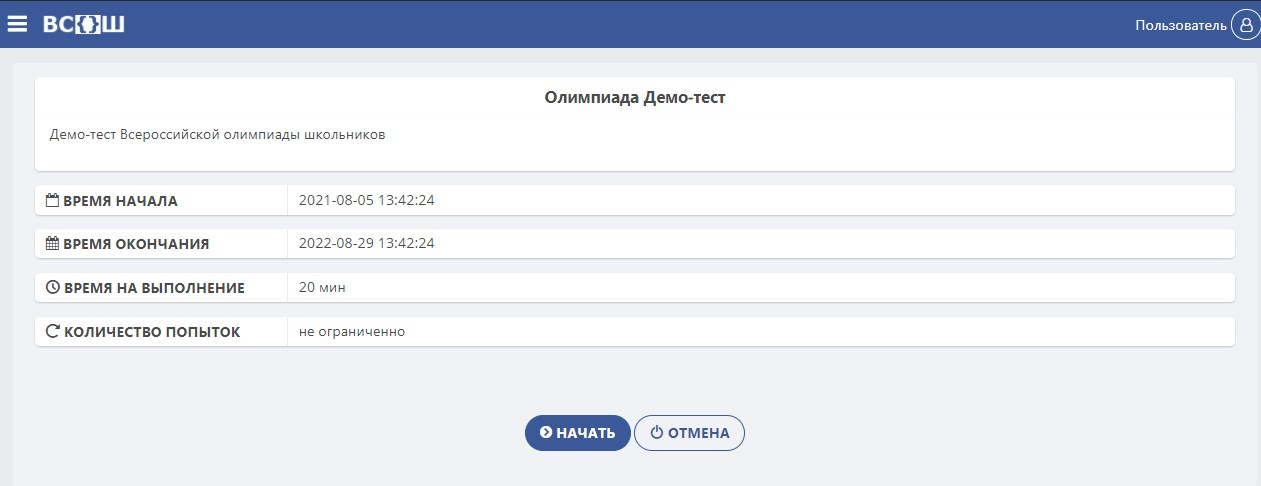 ВСОШ
Пользователь
Олимпиада Демо-тест
Демо-тест Всероссийской олимпиады школьников
ВРЕМЯ НАЧАЛА 2021-08-05 13:42:24
ВРЕМЯ ОКОНЧАНИЯ 2022-08-29 13:42:24
ВРЕМЯ НА ВЫПОЛНЕНИЕ 20 мин
КОЛИЧЕСТВО ПОПЫТОК не ограниченно
НАЧАТЬ ОТМЕНА